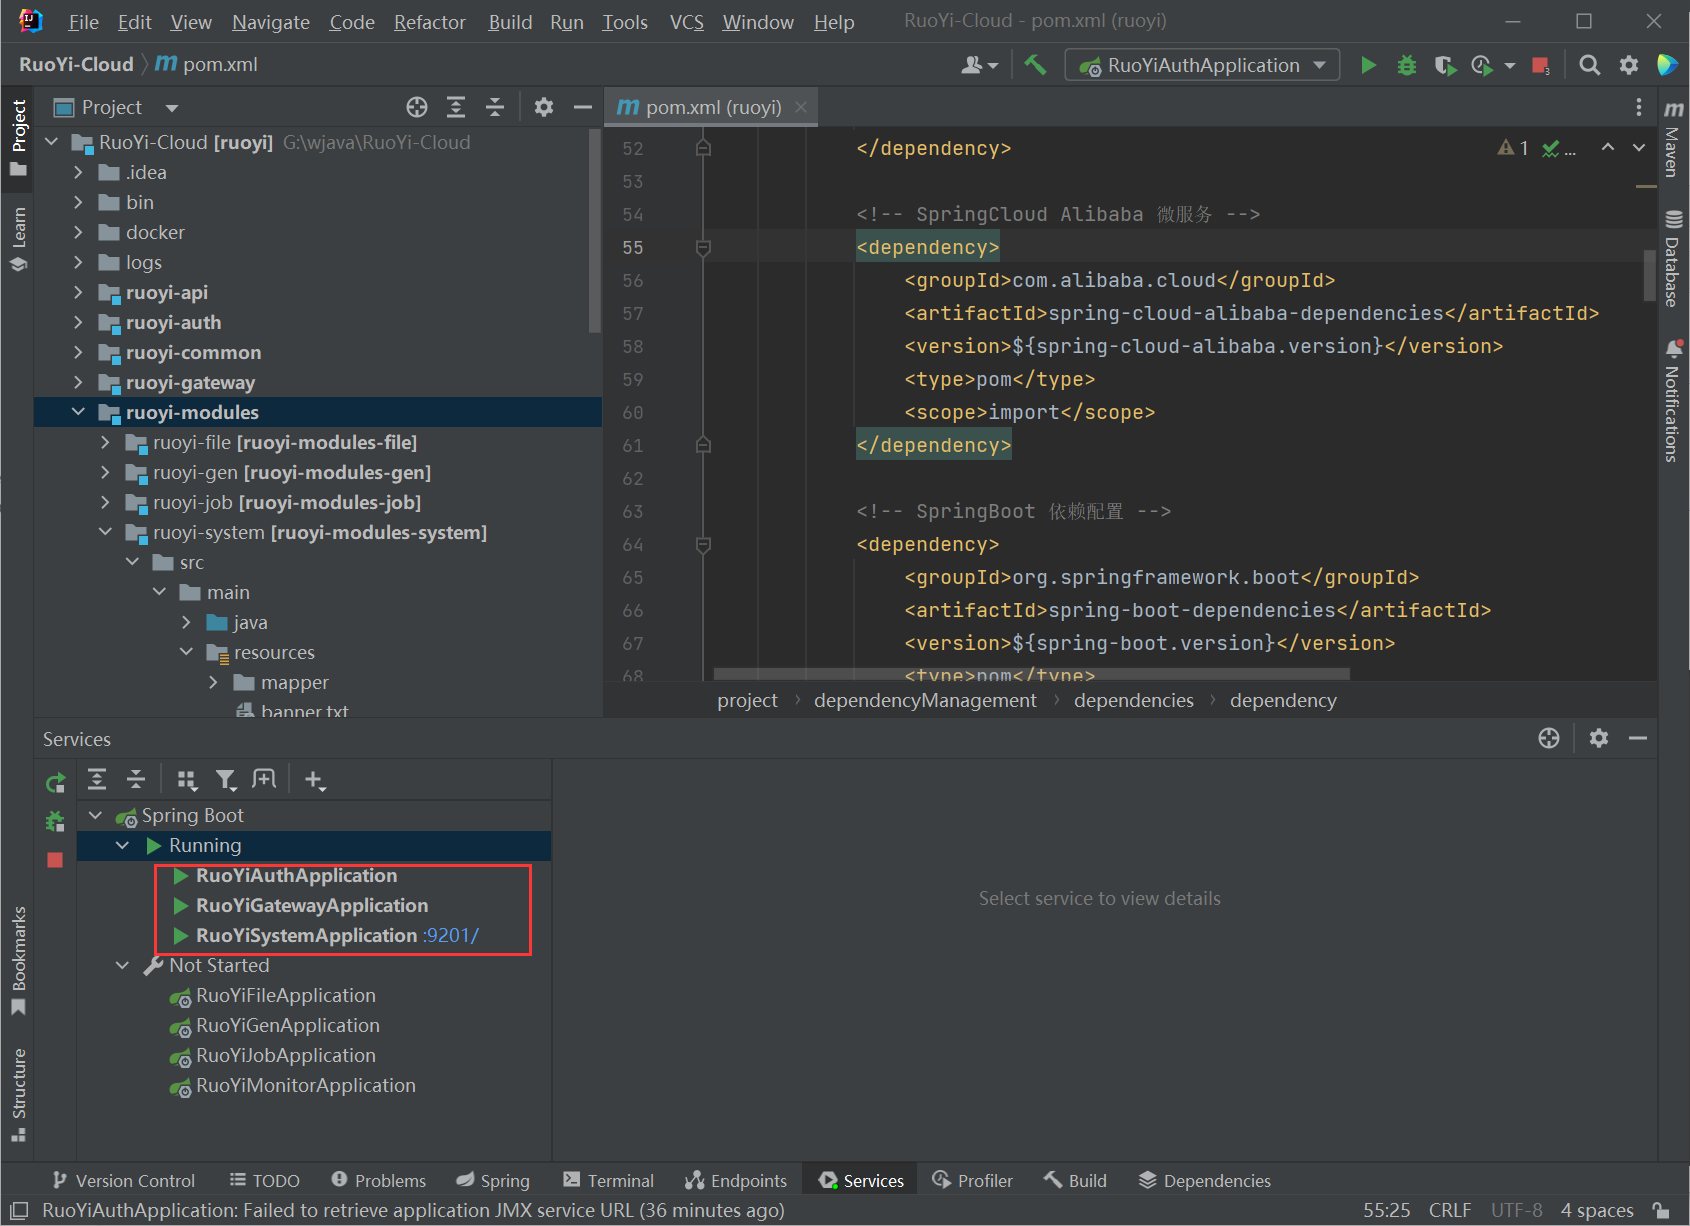 File Edit View Navigate Code Refactor Build Run Tools VCS Window Help RuoYi-Cloud - pom.xml (ruoyi)
RuoYi-Cloud m pom.xml RuoYiAuthApplication 3
Project
pom.xml (ruoyi)
RuoYi-Cloud [ruoyi] G:\wjava\RuoYi-Cloud
.idea
bin
docker
logs
ruoyi-api
ruoyi-auth
ruoyi-common
ruoyi-gateway
ruoyi-modules
ruoyi-file [ruoyi-modules-file]
ruoyi-gen [ruoyi-modules-gen]
ruoyi-job [ruoyi-modules-job]
ruoyi-system [ruoyi-modules-system]
src
main
java
resources
mapper
banner.txt
52 </dependency>
1 ...
53
54 <!-- SpringCloud Alibaba 微服务 -->
55 <dependency>
56 <groupId>com.alibaba.cloud</groupId>
57 <artifactId>spring-cloud-alibaba-dependencies</artifactId>
58 <version>${spring-cloud-alibaba.version}</version>
59 <type>pom</type>
60 <scope>import</scope>
61 </dependency>
62
63 <!-- SpringBoot 依赖配置 -->
64 <dependency>
65 <groupId>org.springframework.boot</groupId>
66 <artifactId>spring-boot-dependencies</artifactId>
67 <version>${spring-boot.version}</version>
68 <type>pom</type>
project › dependencyManagement › dependencies › dependency
Project
Learn
Bookmarks
Structure
Maven
Database
Notifications
Services
Spring Boot
Running
RuoYiAuthApplication
RuoYiGatewayApplication
RuoYiSystemApplication :9201/
Not Started
RuoYiFileApplication
RuoYiGenApplication
RuoYiJobApplication
RuoYiMonitorApplication
Select service to view details
Version Control TODO Problems Spring Terminal Endpoints Services Profiler Build Dependencies
RuoYiAuthApplication: Failed to retrieve application JMX service URL (36 minutes ago) 55:25 CRLF UTF-8 4 spaces